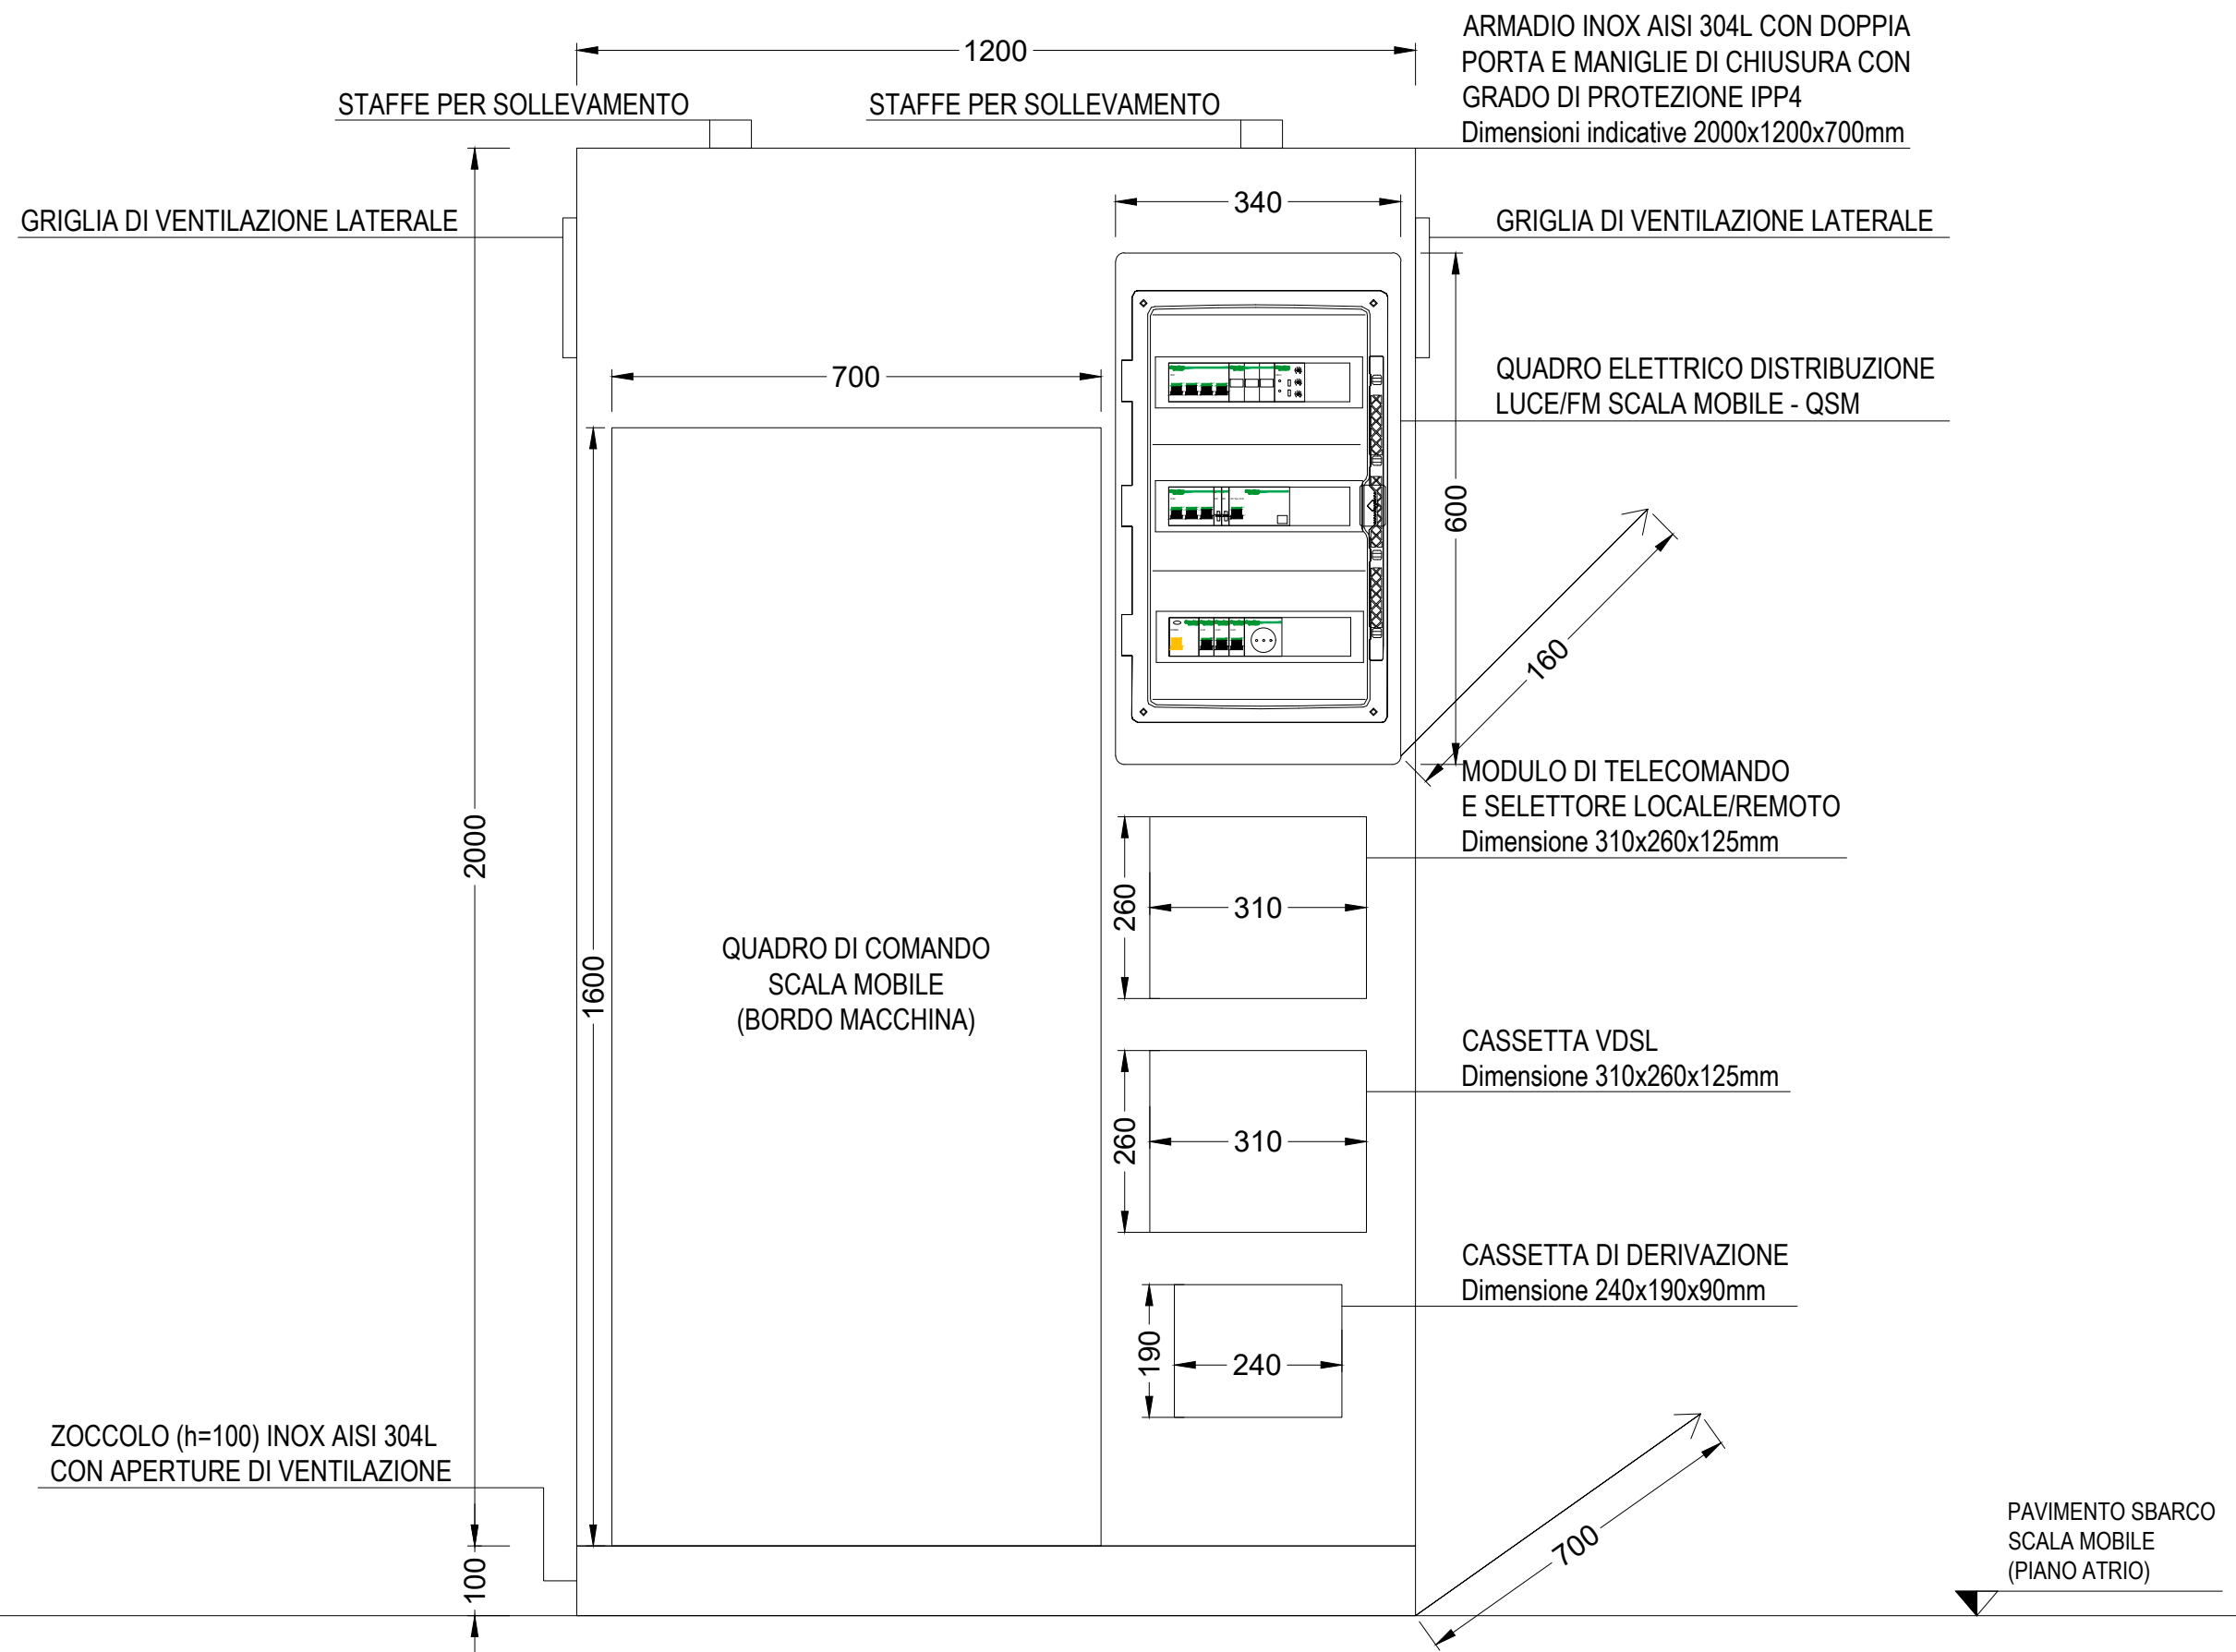 1200
ARMADIO INOX AISI 304L CON DOPPIA
PORTA E MANIGLIE DI CHIUSURA CON
GRADO DI PROTEZIONE IPP4
Dimensioni indicative 2000x1200x700mm
STAFFE PER SOLLEVAMENTO
STAFFE PER SOLLEVAMENTO
340
GRIGLIA DI VENTILAZIONE LATERALE
GRIGLIA DI VENTILAZIONE LATERALE
700
QUADRO ELETTRICO DISTRIBUZIONE
LUCE/FM SCALA MOBILE - QSM
600
160
MODULO DI TELECOMANDO
E SELETTORE LOCALE/REMOTO
Dimensione 310x260x125mm
2000
260
310
QUADRO DI COMANDO
SCALA MOBILE
(BORDO MACCHINA)
1600
CASSETTA VDSL
Dimensione 310x260x125mm
260
310
CASSETTA DI DERIVAZIONE
Dimensione 240x190x90mm
190
240
ZOCCOLO (h=100) INOX AISI 304L
CON APERTURE DI VENTILAZIONE
100
700
PAVIMENTO SBARCO
SCALA MOBILE
(PIANO ATRIO)